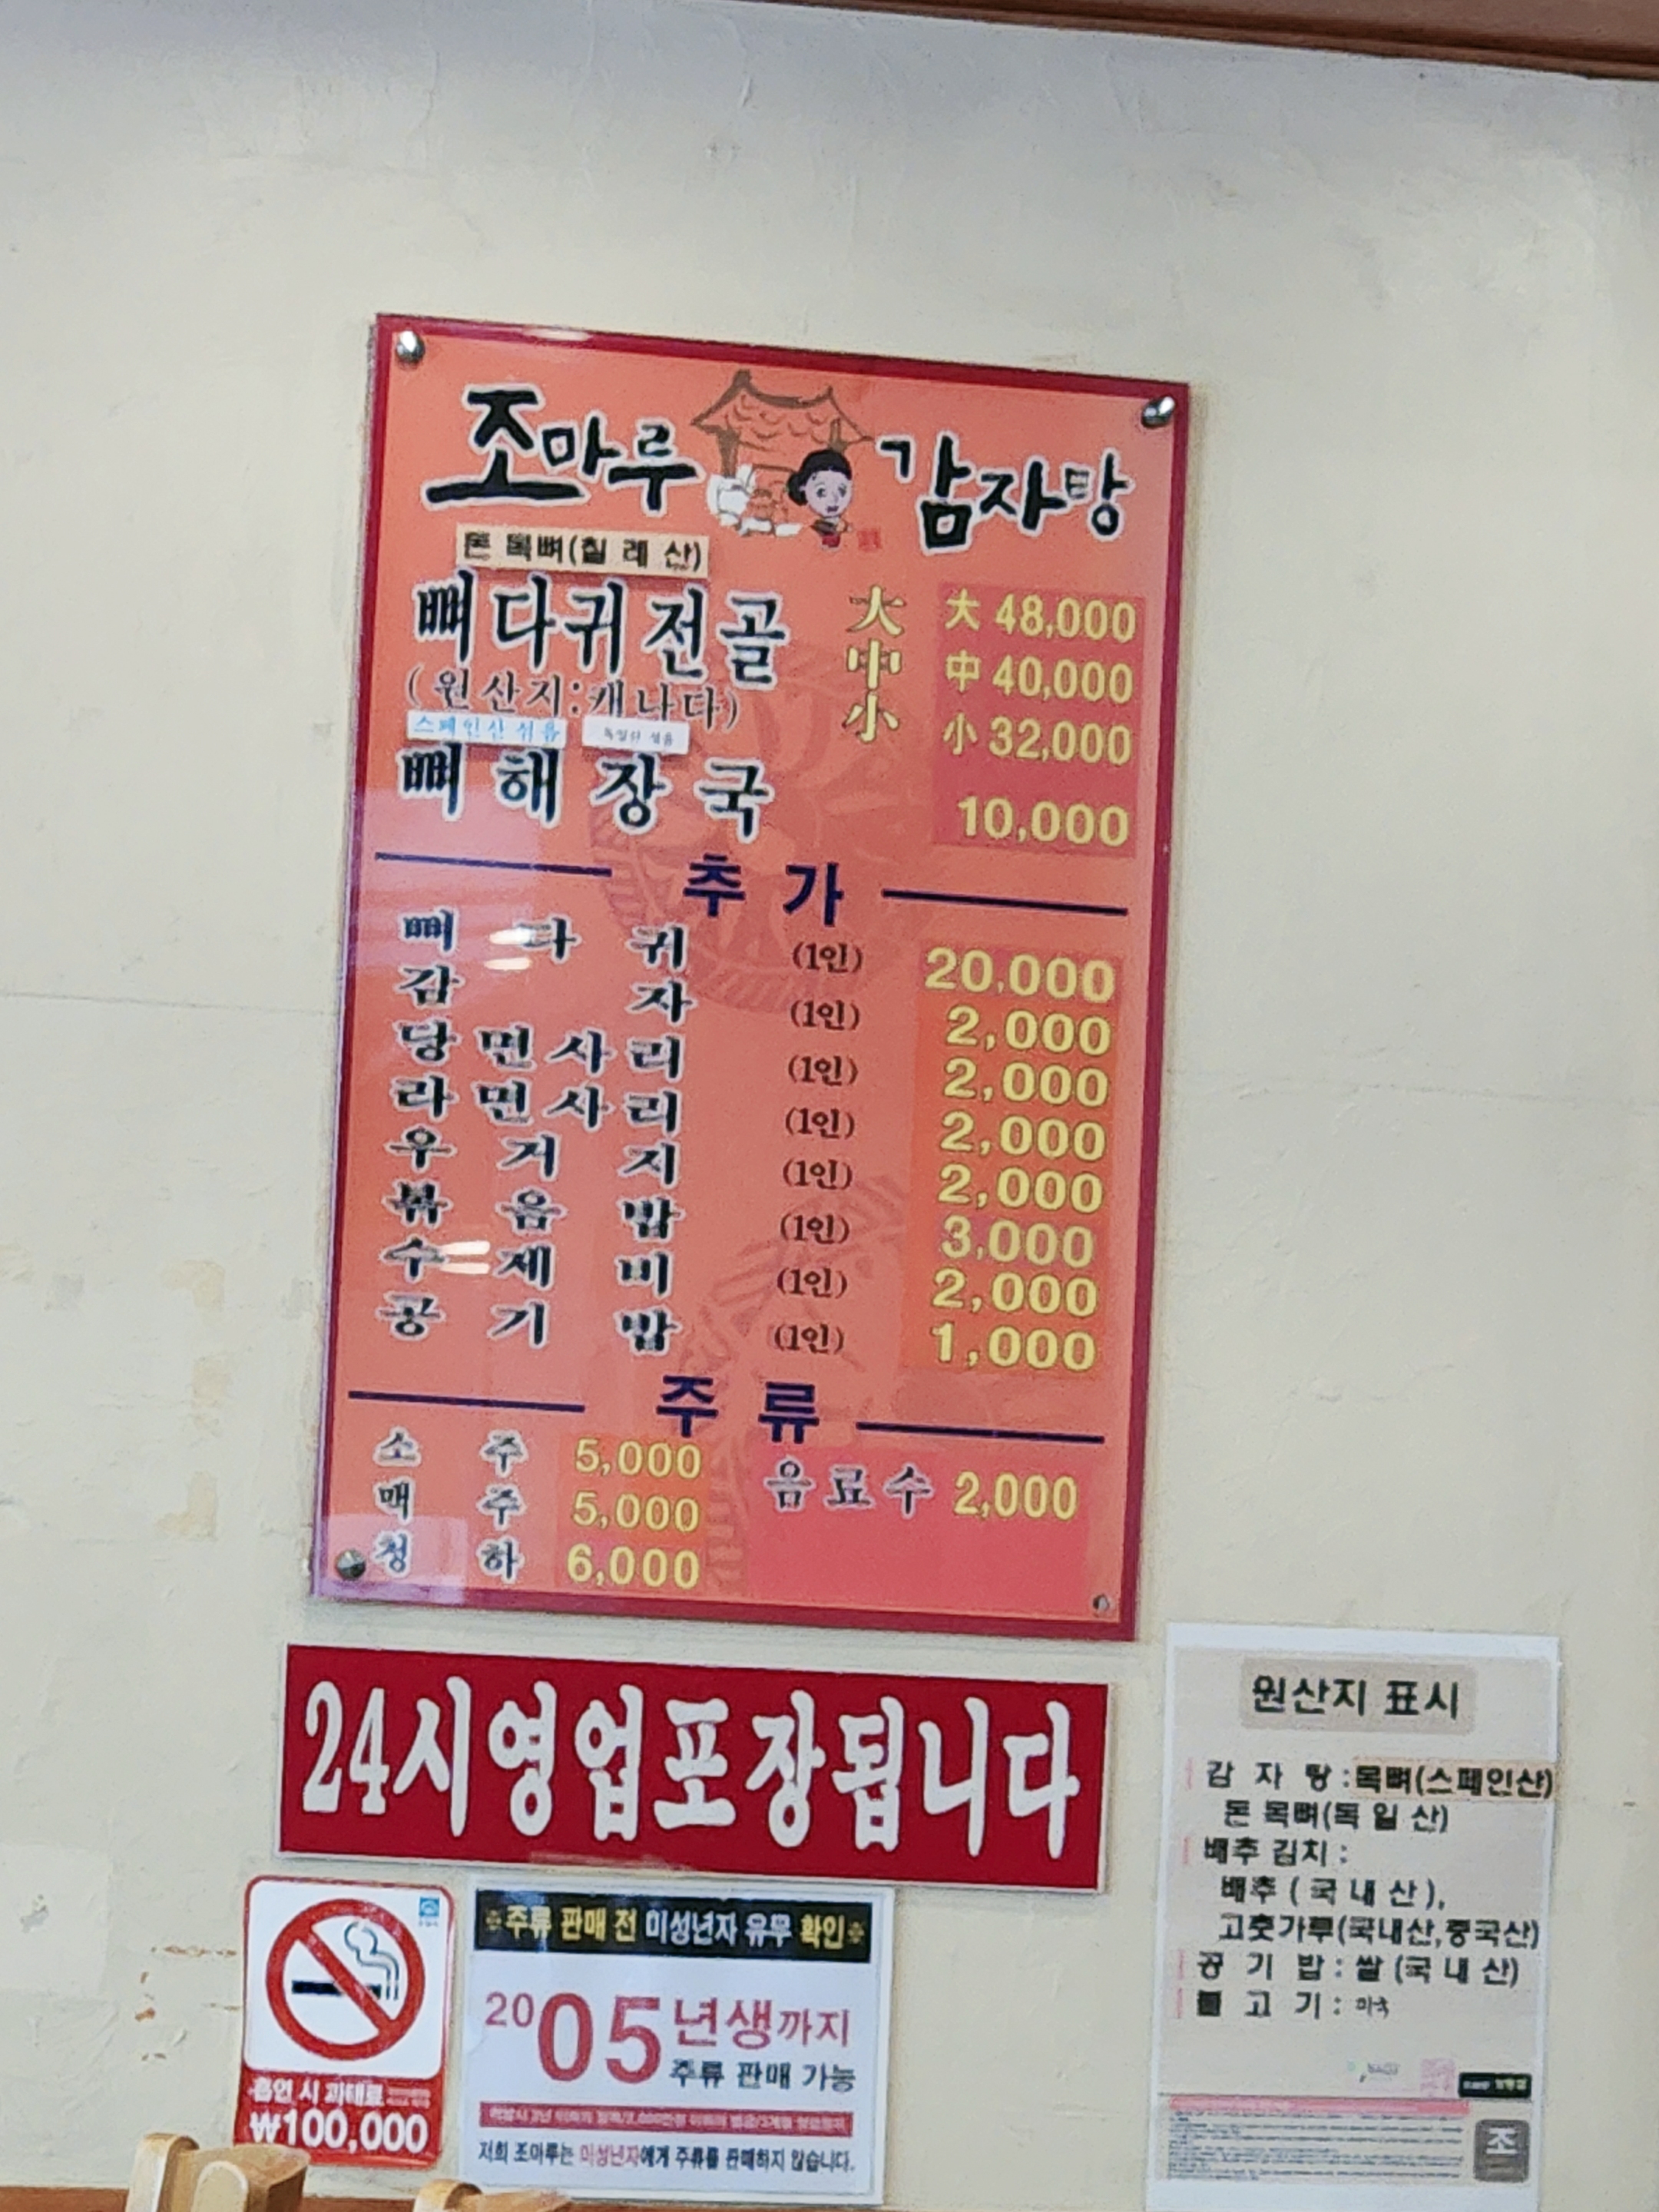 조마루 감자탕
돈 목뼈(칠레산)
뼈다귀전골 大 大 48,000
中 中 40,000
小 小 32,000
(원산지:캐나다)
스페인산 섞음 독일산 섞음
뼈해장국 10,000
추가
뼈다귀 (1인) 20,000
감자 (1인) 2,000
당면사리 (1인) 2,000
라면사리 (1인) 2,000
우거지 (1인) 2,000
볶음밥 (1인) 3,000
수제비 (1인) 2,000
공기밥 (1인) 1,000
주류
소주 5,000 음료수 2,000
맥주 5,000
청하 6,000
24시영업포장됩니다
원산지 표시
감자탕:목뼈(스페인산)
돈목뼈(독일산)
배추김치:
배추(국내산),
고춧가루(국내산,중국산)
공기밥:쌀(국내산)
불고기:
흡연 시 과태료
₩100,000
주류 판매 전 미성년자 유무 확인
2005년생까지
주류 판매 가능
저희 조마루는 미성년자에게 주류를 판매하지 않습니다.
조